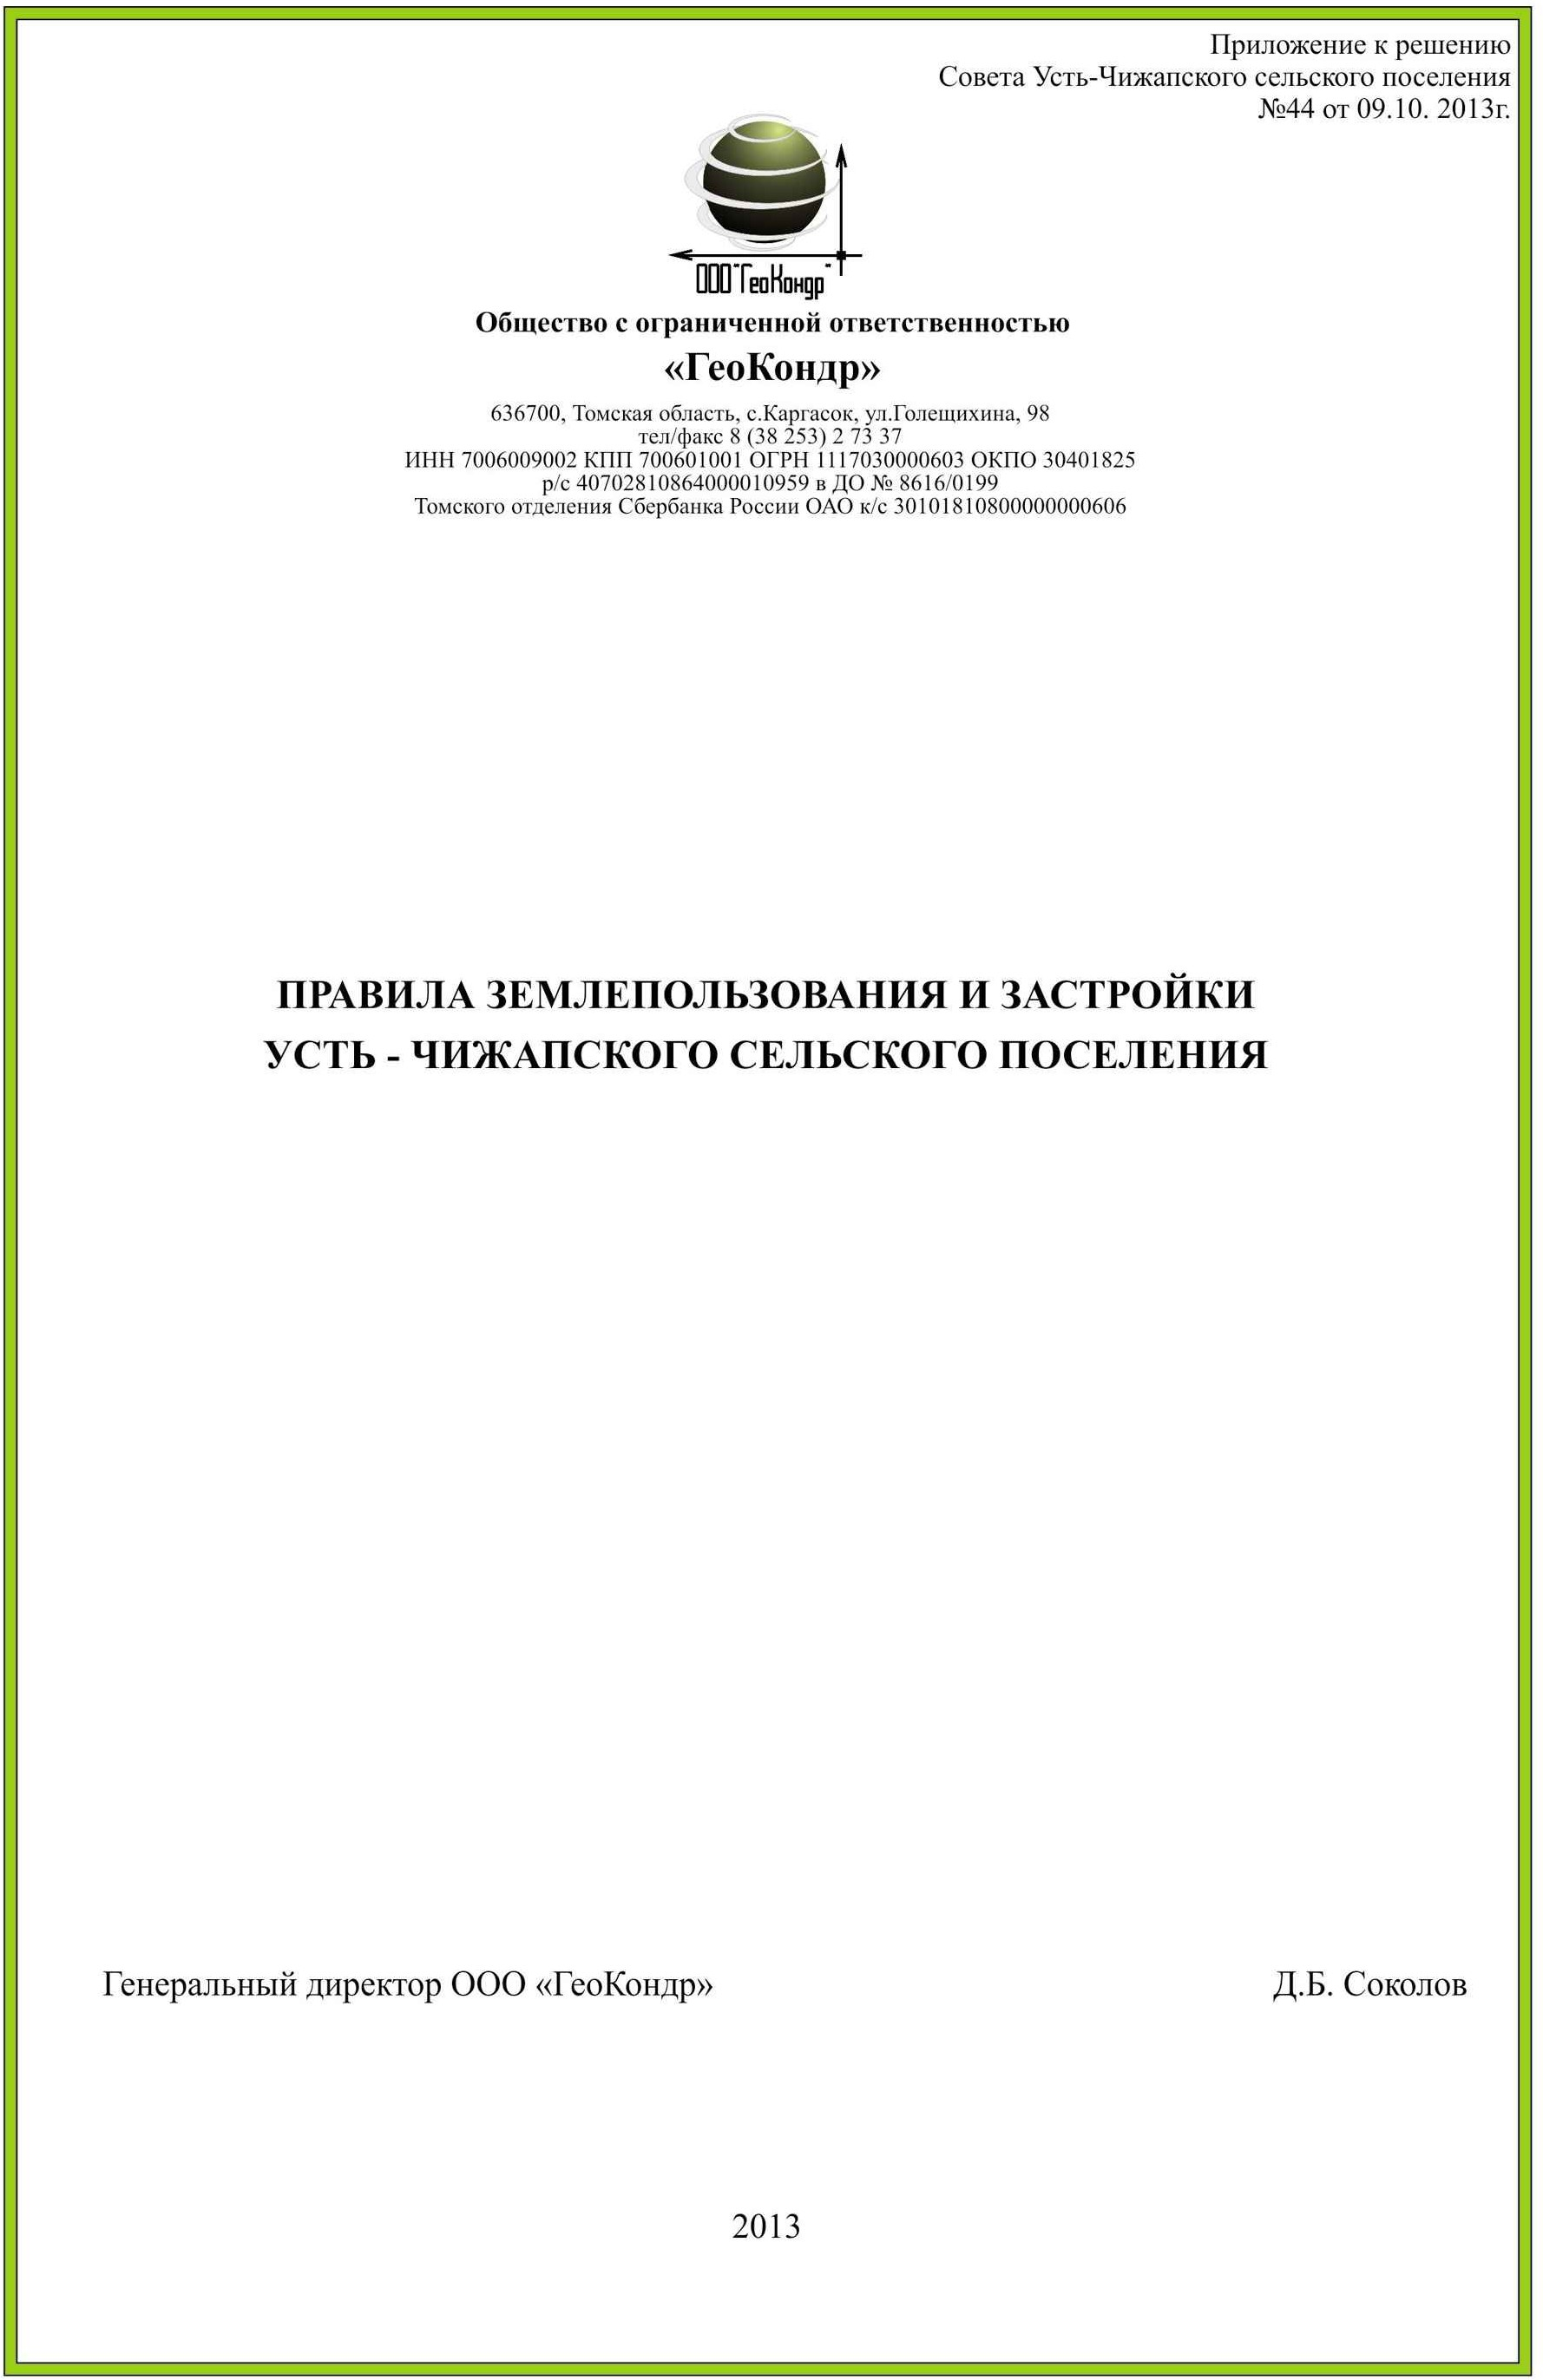 Приложение к решению
Совета Усть-Чижапского сельского поселения
№44 от 09.10. 2013г.
ООО"ГеоКондр"
Общество с ограниченной ответственностью
«ГеоКондр»
636700, Томская область, с.Каргасок, ул.Голещихина, 98
тел/факс 8 (38 253) 2 73 37
ИНН 7006009002 КПП 700601001 ОГРН 1117030000603 ОКПО 30401825
р/с 40702810864000010959 в ДО № 8616/0199
Томского отделения Сбербанка России ОАО к/с 30101810800000000606
ПРАВИЛА ЗЕМЛЕПОЛЬЗОВАНИЯ И ЗАСТРОЙКИ
УСТЬ - ЧИЖАПСКОГО СЕЛЬСКОГО ПОСЕЛЕНИЯ
Генеральный директор ООО «ГеоКондр» Д.Б. Соколов
2013